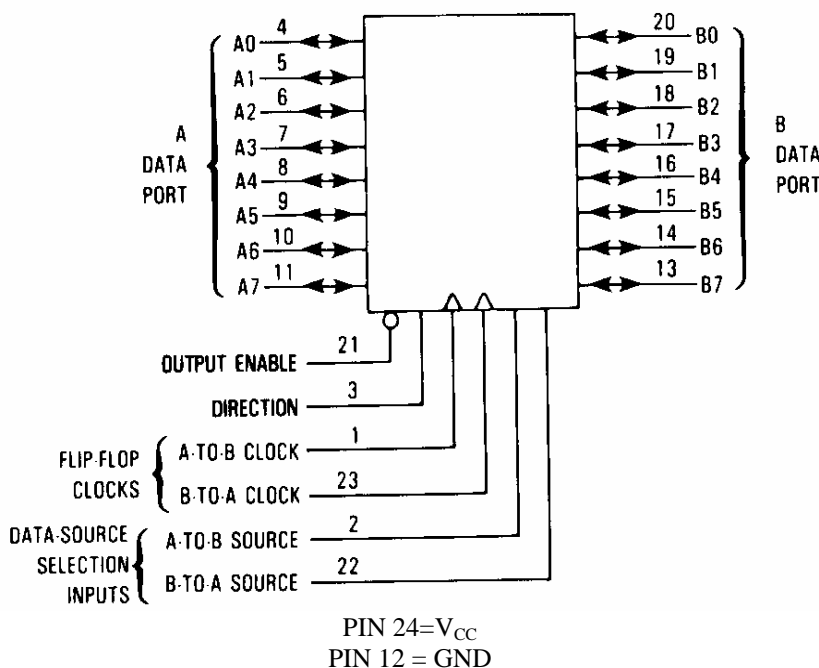 A0 4
A1 5
A2 6
A3 7
A4 8
A5 9
A6 10
A7 11
A
DATA
PORT
20 B0
19 B1
18 B2
17 B3
16 B4
15 B5
14 B6
13 B7
B
DATA
PORT
OUTPUT ENABLE 21
DIRECTION 3
FLIP-FLOP
CLOCKS
A-TO-B CLOCK 1
B-TO-A CLOCK 23
DATA-SOURCE
SELECTION
INPUTS
A-TO-B SOURCE 2
B-TO-A SOURCE 22
PIN 24=VCC
PIN 12 = GND